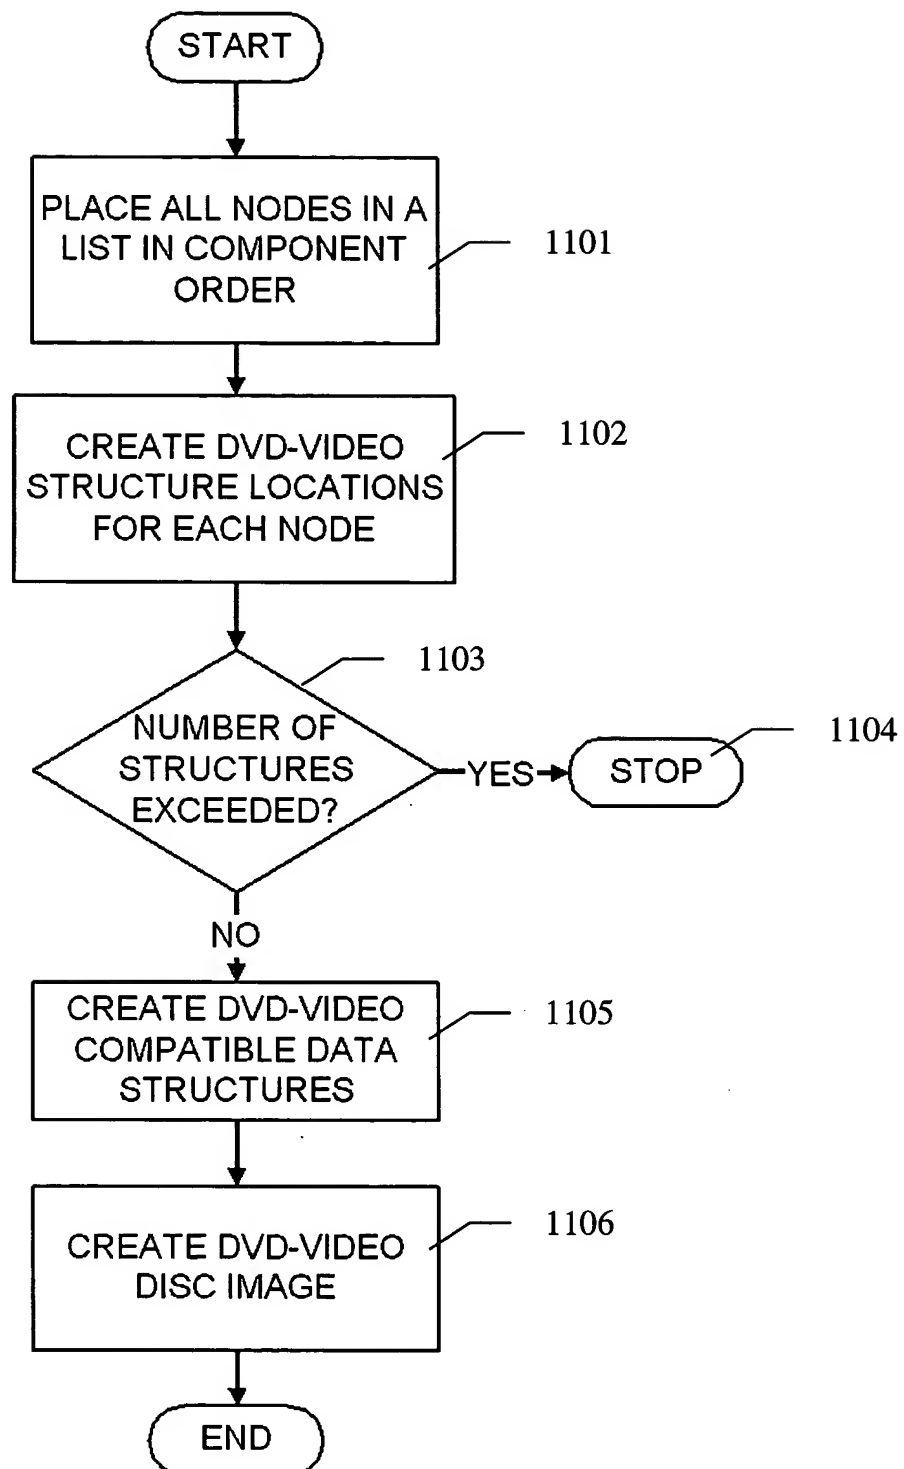 START
PLACE ALL NODES IN A
LIST IN COMPONENT
ORDER
1101
CREATE DVD-VIDEO
STRUCTURE LOCATIONS
FOR EACH NODE
1102
1103
NUMBER OF
STRUCTURES
EXCEEDED?
YES
STOP
1104
NO
CREATE DVD-VIDEO
COMPATIBLE DATA
STRUCTURES
1105
CREATE DVD-VIDEO
DISC IMAGE
1106
END